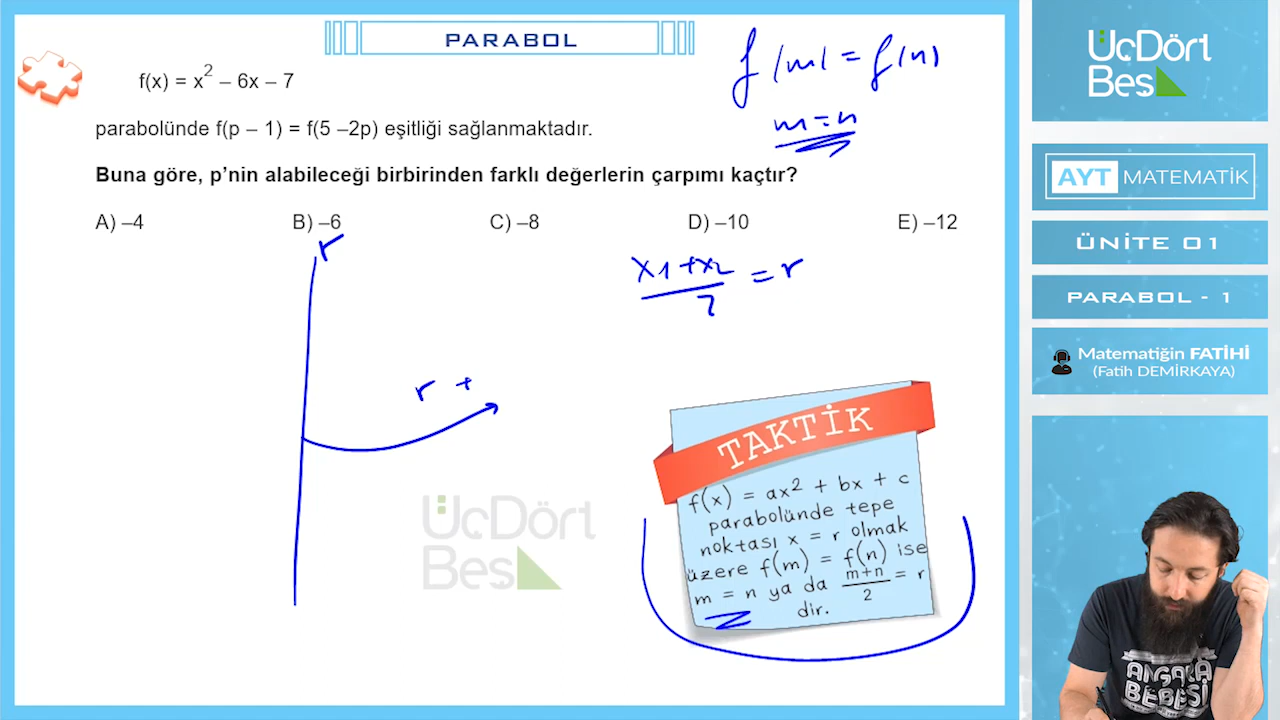 PARABOL
f(x) = x² – 6x – 7
f(m) = f(n)
m = n
parabolünde f(p – 1) = f(5 –2p) eşitliği sağlanmaktadır.
Buna göre, p’nin alabileceği birbirinden farklı değerlerin çarpımı kaçtır?
A) –4 B) –6 C) –8 D) –10 E) –12
r
x1+x2/2 = r
r +
TAKTİK
f(x) = ax² + bx + c
parabolünde tepe
noktası x = r olmak
üzere f(m) = f(n) ise
m = n ya da m+n/2 = r
dir.
ÜçDört
Beş
ÜçDört
Beş
AYT MATEMATİK
ÜNİTE 01
PARABOL - 1
Matematiğin FATİHİ
(Fatih DEMİRKAYA)
ANGARA
BEBESİ